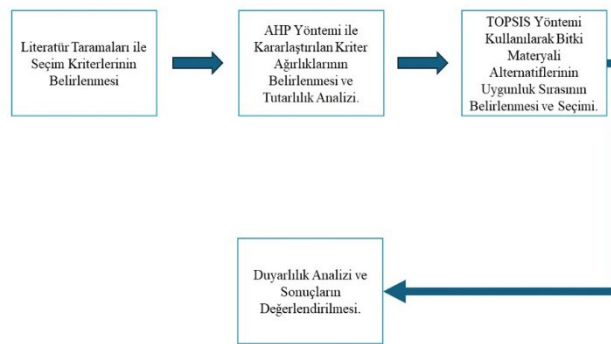 Literatür Taramaları ile
Seçim Kriterlerinin
Belirlenmesi
AHP Yöntemi ile
Kararlaştırılan Kriter
Ağırlıklarının
Belirlenmesi ve
Tutarlılık Analizi.
TOPSIS Yöntemi
Kullanılarak Bitki
Materyali
Alternatiflerinin
Uygunluk Sırasının
Belirlenmesi ve Seçimi.
Duyarlılık Analizi ve
Sonuçların
Değerlendirilmesi.